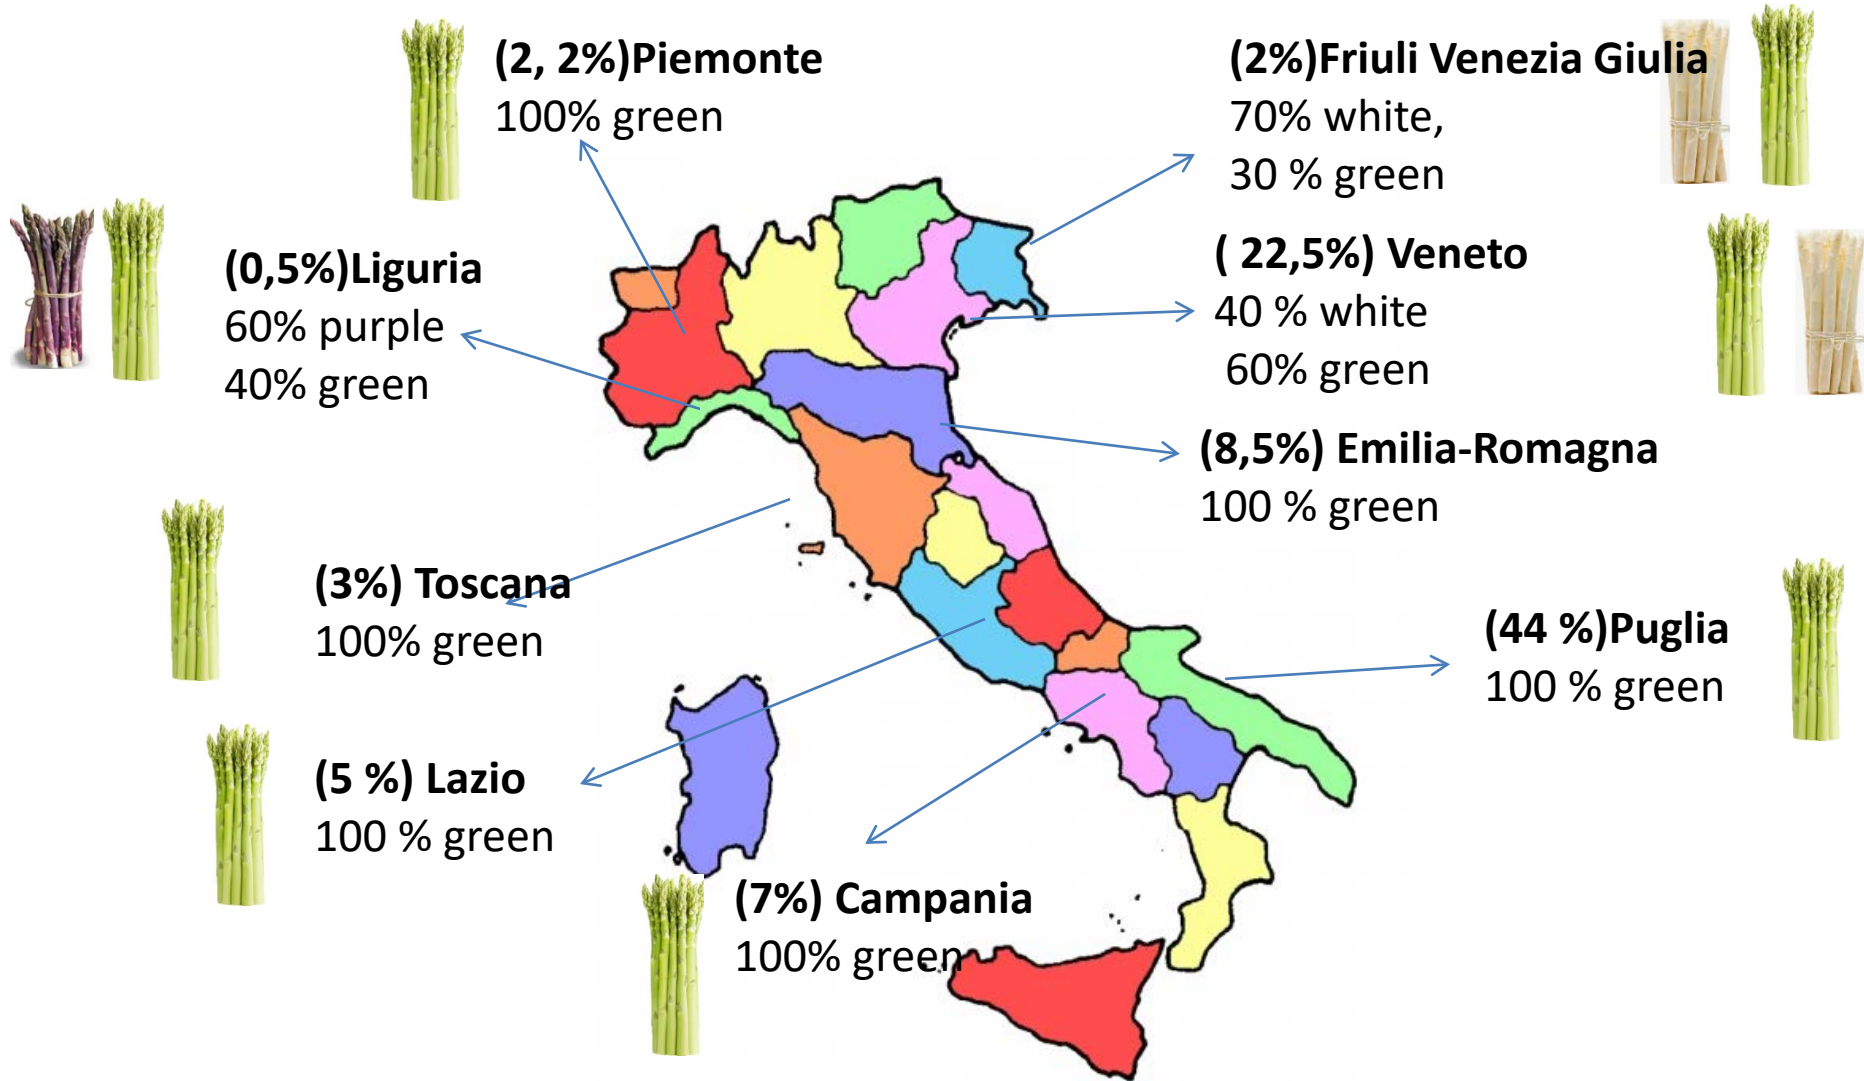 (2, 2%)Piemonte
100% green
(2%)Friuli Venezia Giulia
70% white,
30 % green
(0,5%)Liguria
60% purple
40% green
( 22,5%) Veneto
40 % white
60% green
(8,5%) Emilia-Romagna
100 % green
(3%) Toscana
100% green
(44 %)Puglia
100 % green
(5 %) Lazio
100 % green
(7%) Campania
100% green